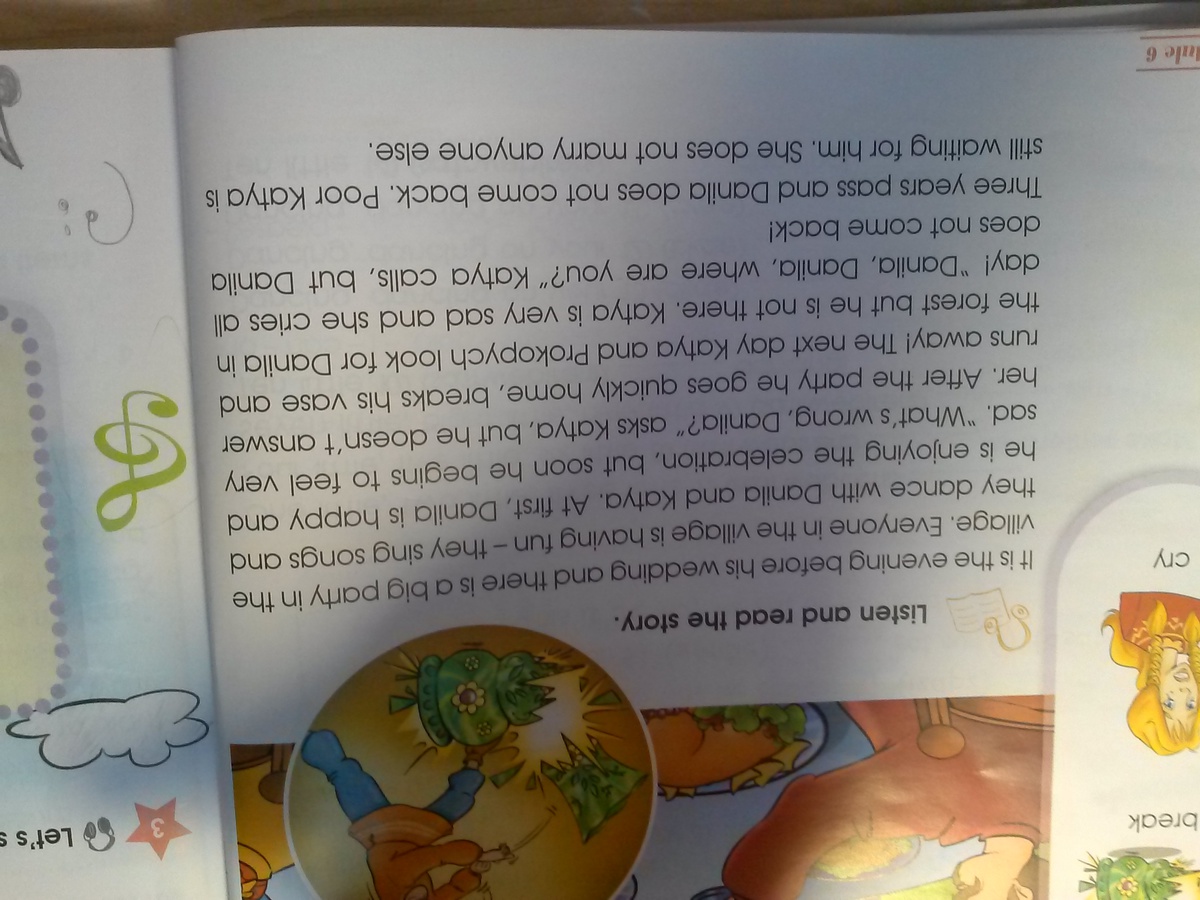 break
cry
Listen and read the story.
It is the evening before his wedding and there is a big party in the
village. Everyone in the village is having fun – they sing songs and
they dance with Danila and Katya. At first, Danila is happy and
he is enjoying the celebration, but soon he begins to feel very
sad. “What’s wrong, Danila?” asks Katya, but he doesn’t answer
her. After the party he goes quickly home, breaks his vase and
runs away! The next day Katya and Prokopych look for Danila in
the forest but he is not there. Katya is very sad and she cries all
day! “Danila, Danila, where are you?” Katya calls, but Danila
does not come back!
Three years pass and Danila does not come back. Poor Katya is
still waiting for him. She does not marry anyone else.
6
3 Let’s